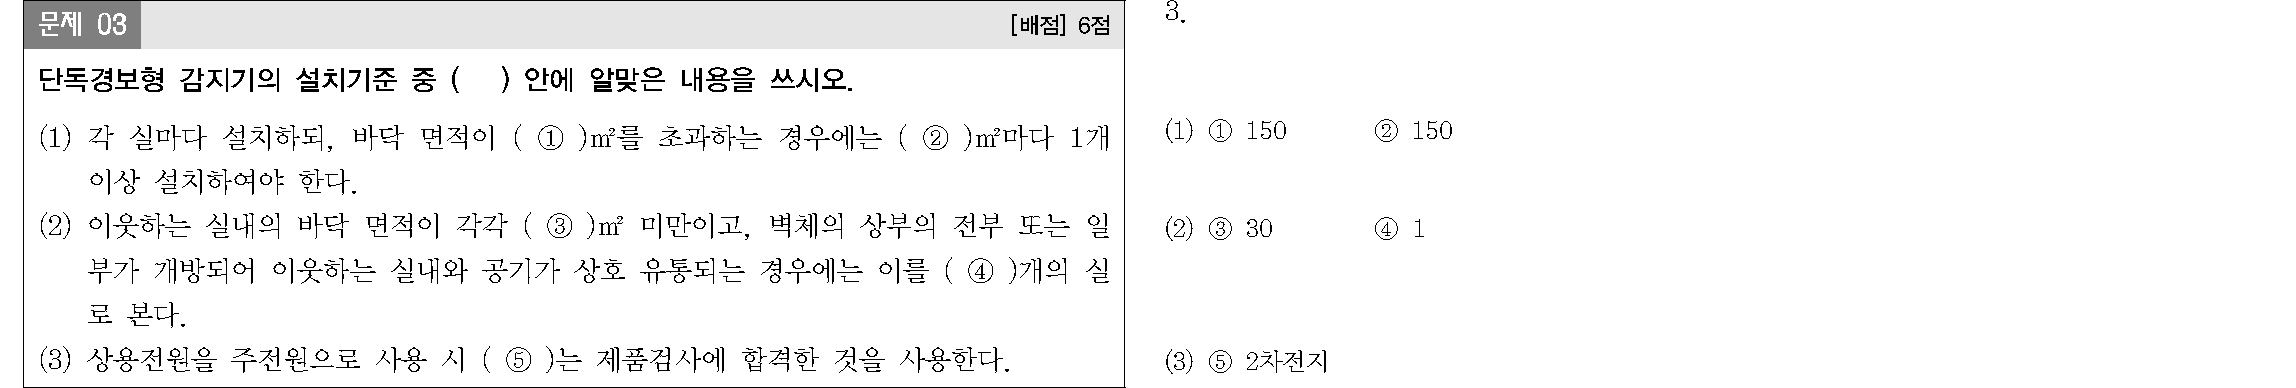 문제 03 [배점] 6점
단독경보형 감지기의 설치기준 중 ( ) 안에 알맞은 내용을 쓰시오.
(1) 각 실마다 설치하되, 바닥 면적이 ( ① )㎡를 초과하는 경우에는 ( ② )㎡마다 1개
이상 설치하여야 한다.
(2) 이웃하는 실내의 바닥 면적이 각각 ( ③ )㎡ 미만이고, 벽체의 상부의 전부 또는 일
부가 개방되어 이웃하는 실내와 공기가 상호 유통되는 경우에는 이를 ( ④ )개의 실
로 본다.
(3) 상용전원을 주전원으로 사용 시 ( ⑤ )는 제품검사에 합격한 것을 사용한다.
3.
(1) ① 150 ② 150
(2) ③ 30 ④ 1
(3) ⑤ 2차전지